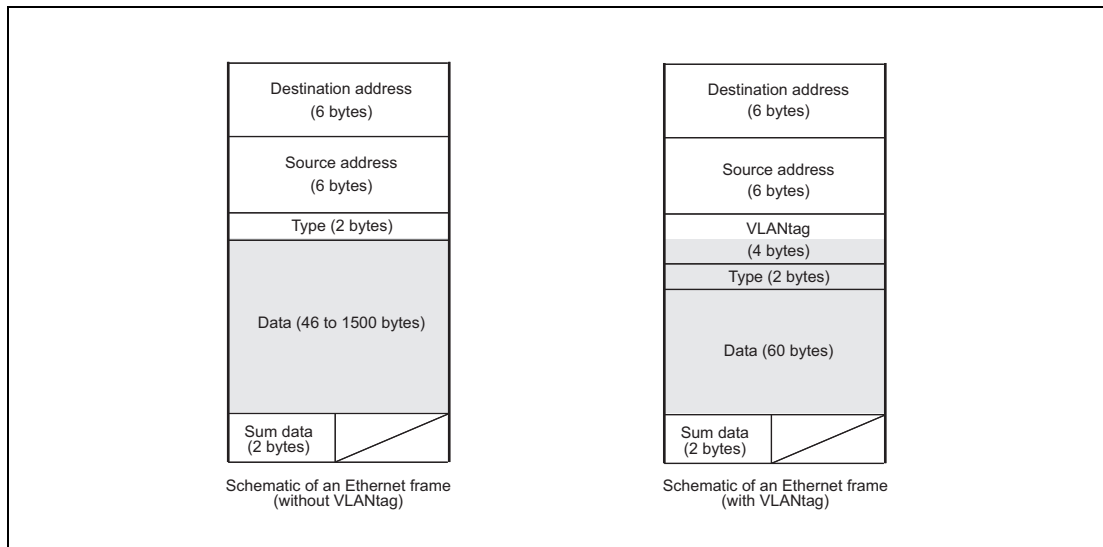 Destination address
(6 bytes)
Source address
(6 bytes)
Type (2 bytes)
Data (46 to 1500 bytes)
Sum data
(2 bytes)
Schematic of an Ethernet frame
(without VLANtag)
Destination address
(6 bytes)
Source address
(6 bytes)
VLANtag
(4 bytes)
Type (2 bytes)
Data (60 bytes)
Sum data
(2 bytes)
Schematic of an Ethernet frame
(with VLANtag)